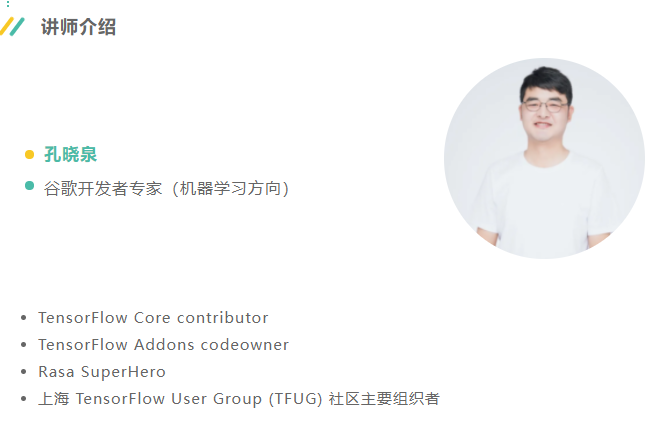 讲师介绍
孔晓泉
谷歌开发者专家（机器学习方向）
TensorFlow Core contributor
TensorFlow Addons codeowner
Rasa SuperHero
上海 TensorFlow User Group (TFUG) 社区主要组织者